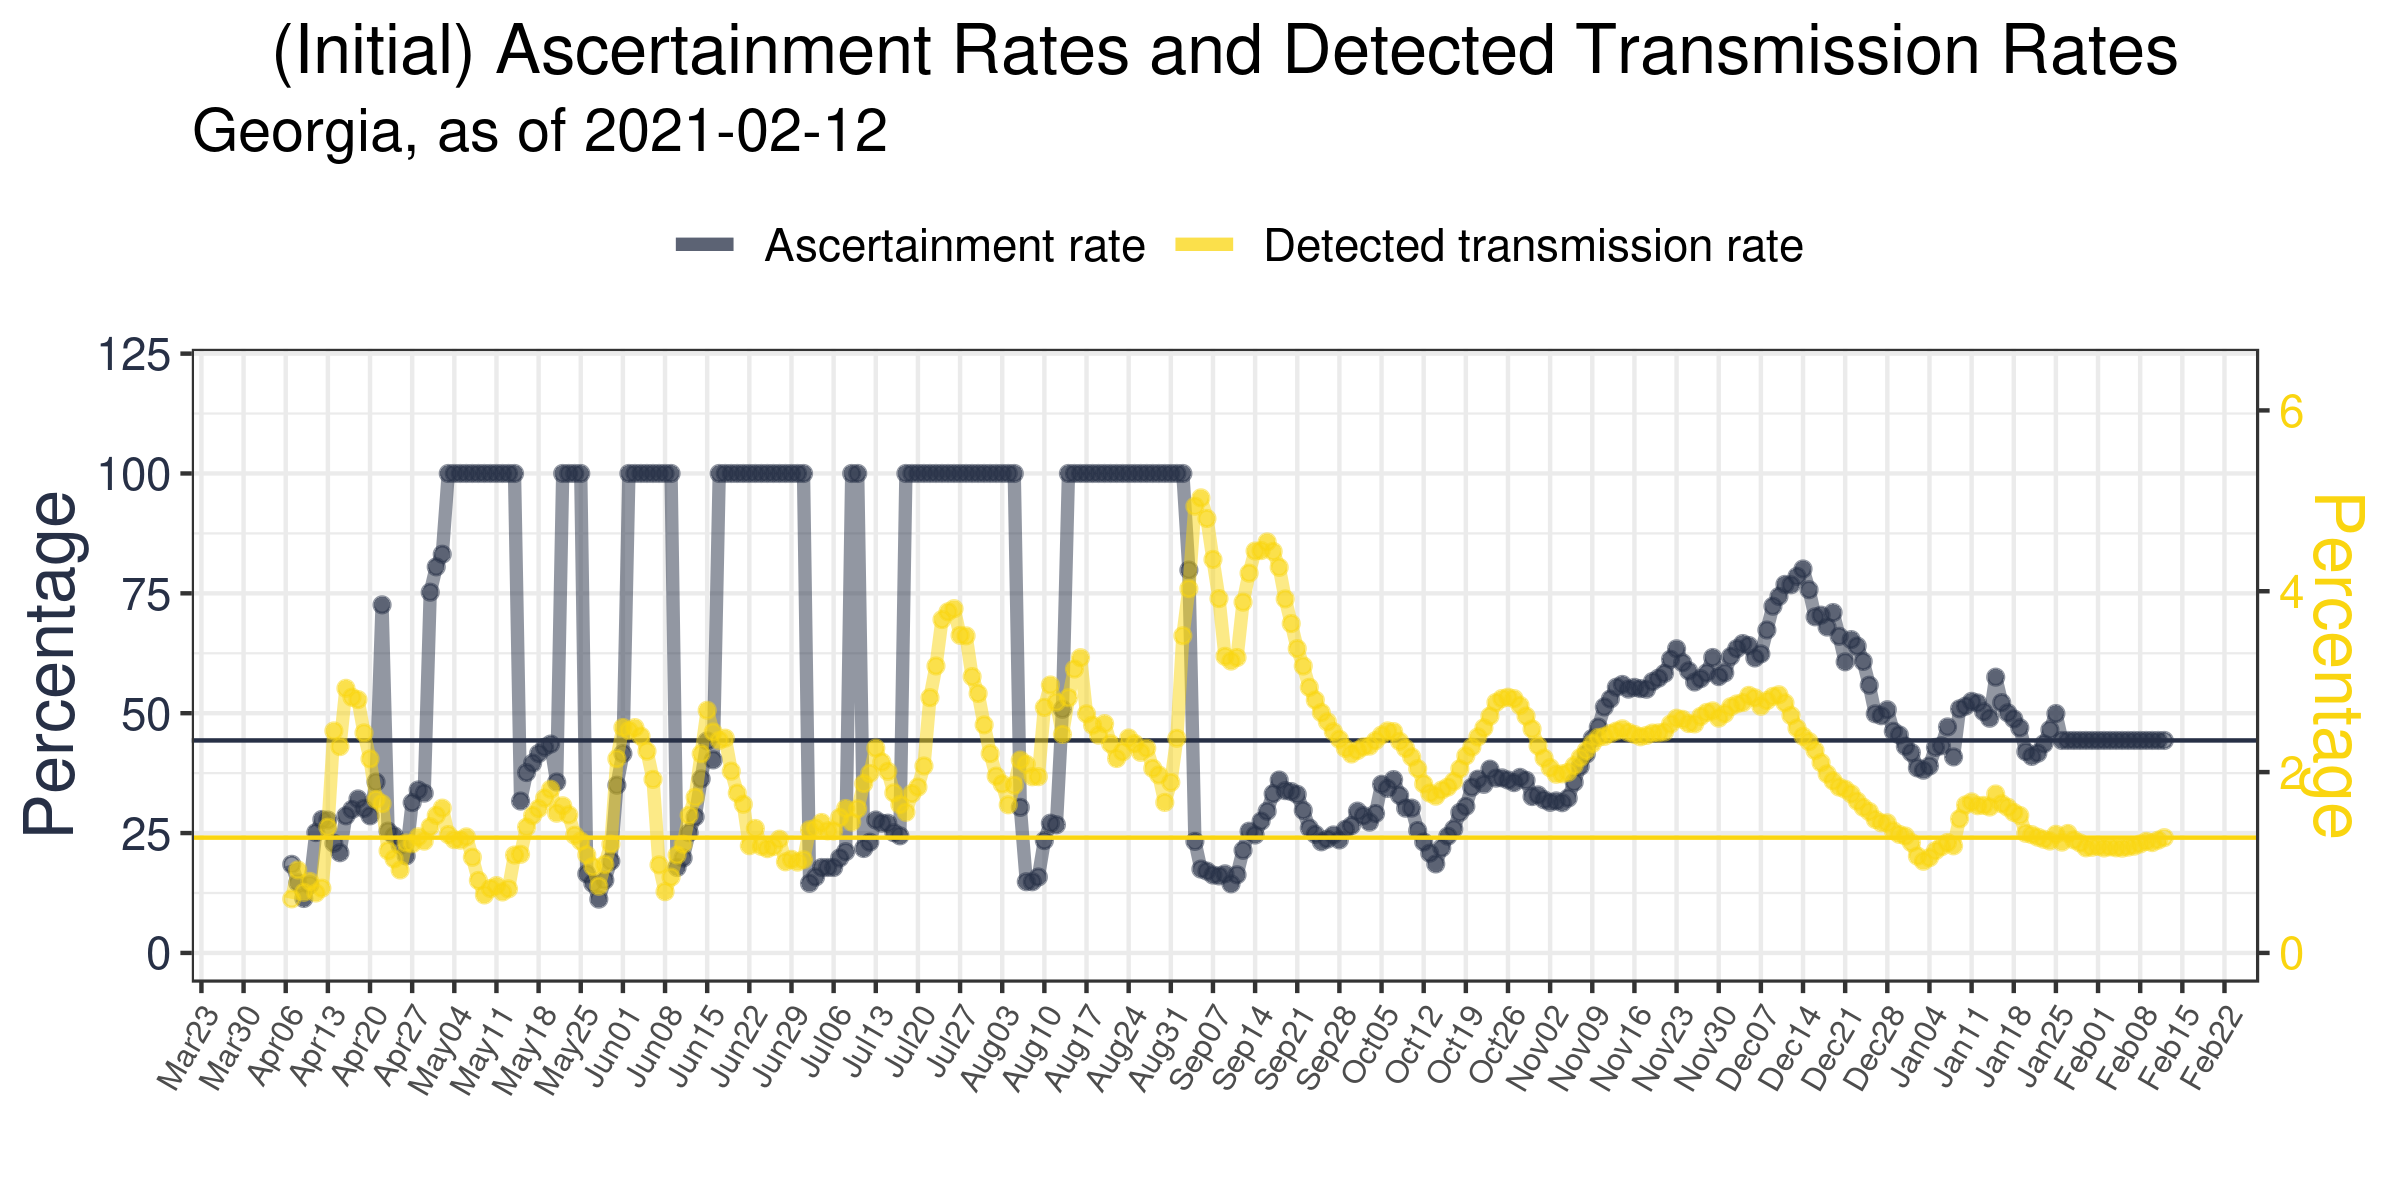 (Initial) Ascertainment Rates and Detected Transmission Rates
Georgia, as of 2021-02-12
Ascertainment rate
Detected transmission rate
Percentage
125
100
75
50
25
0
6
4
2
0
Percentage
Mar23
Mar30
Apr06
Apr13
Apr20
Apr27
May04
May11
May18
May25
Jun01
Jun08
Jun15
Jun22
Jun29
Jul06
Jul13
Jul20
Jul27
Aug03
Aug10
Aug17
Aug24
Aug31
Sep07
Sep14
Sep21
Sep28
Oct05
Oct12
Oct19
Oct26
Nov02
Nov09
Nov16
Nov23
Nov30
Dec07
Dec14
Dec21
Dec28
Jan04
Jan11
Jan18
Jan25
Feb01
Feb08
Feb15
Feb22